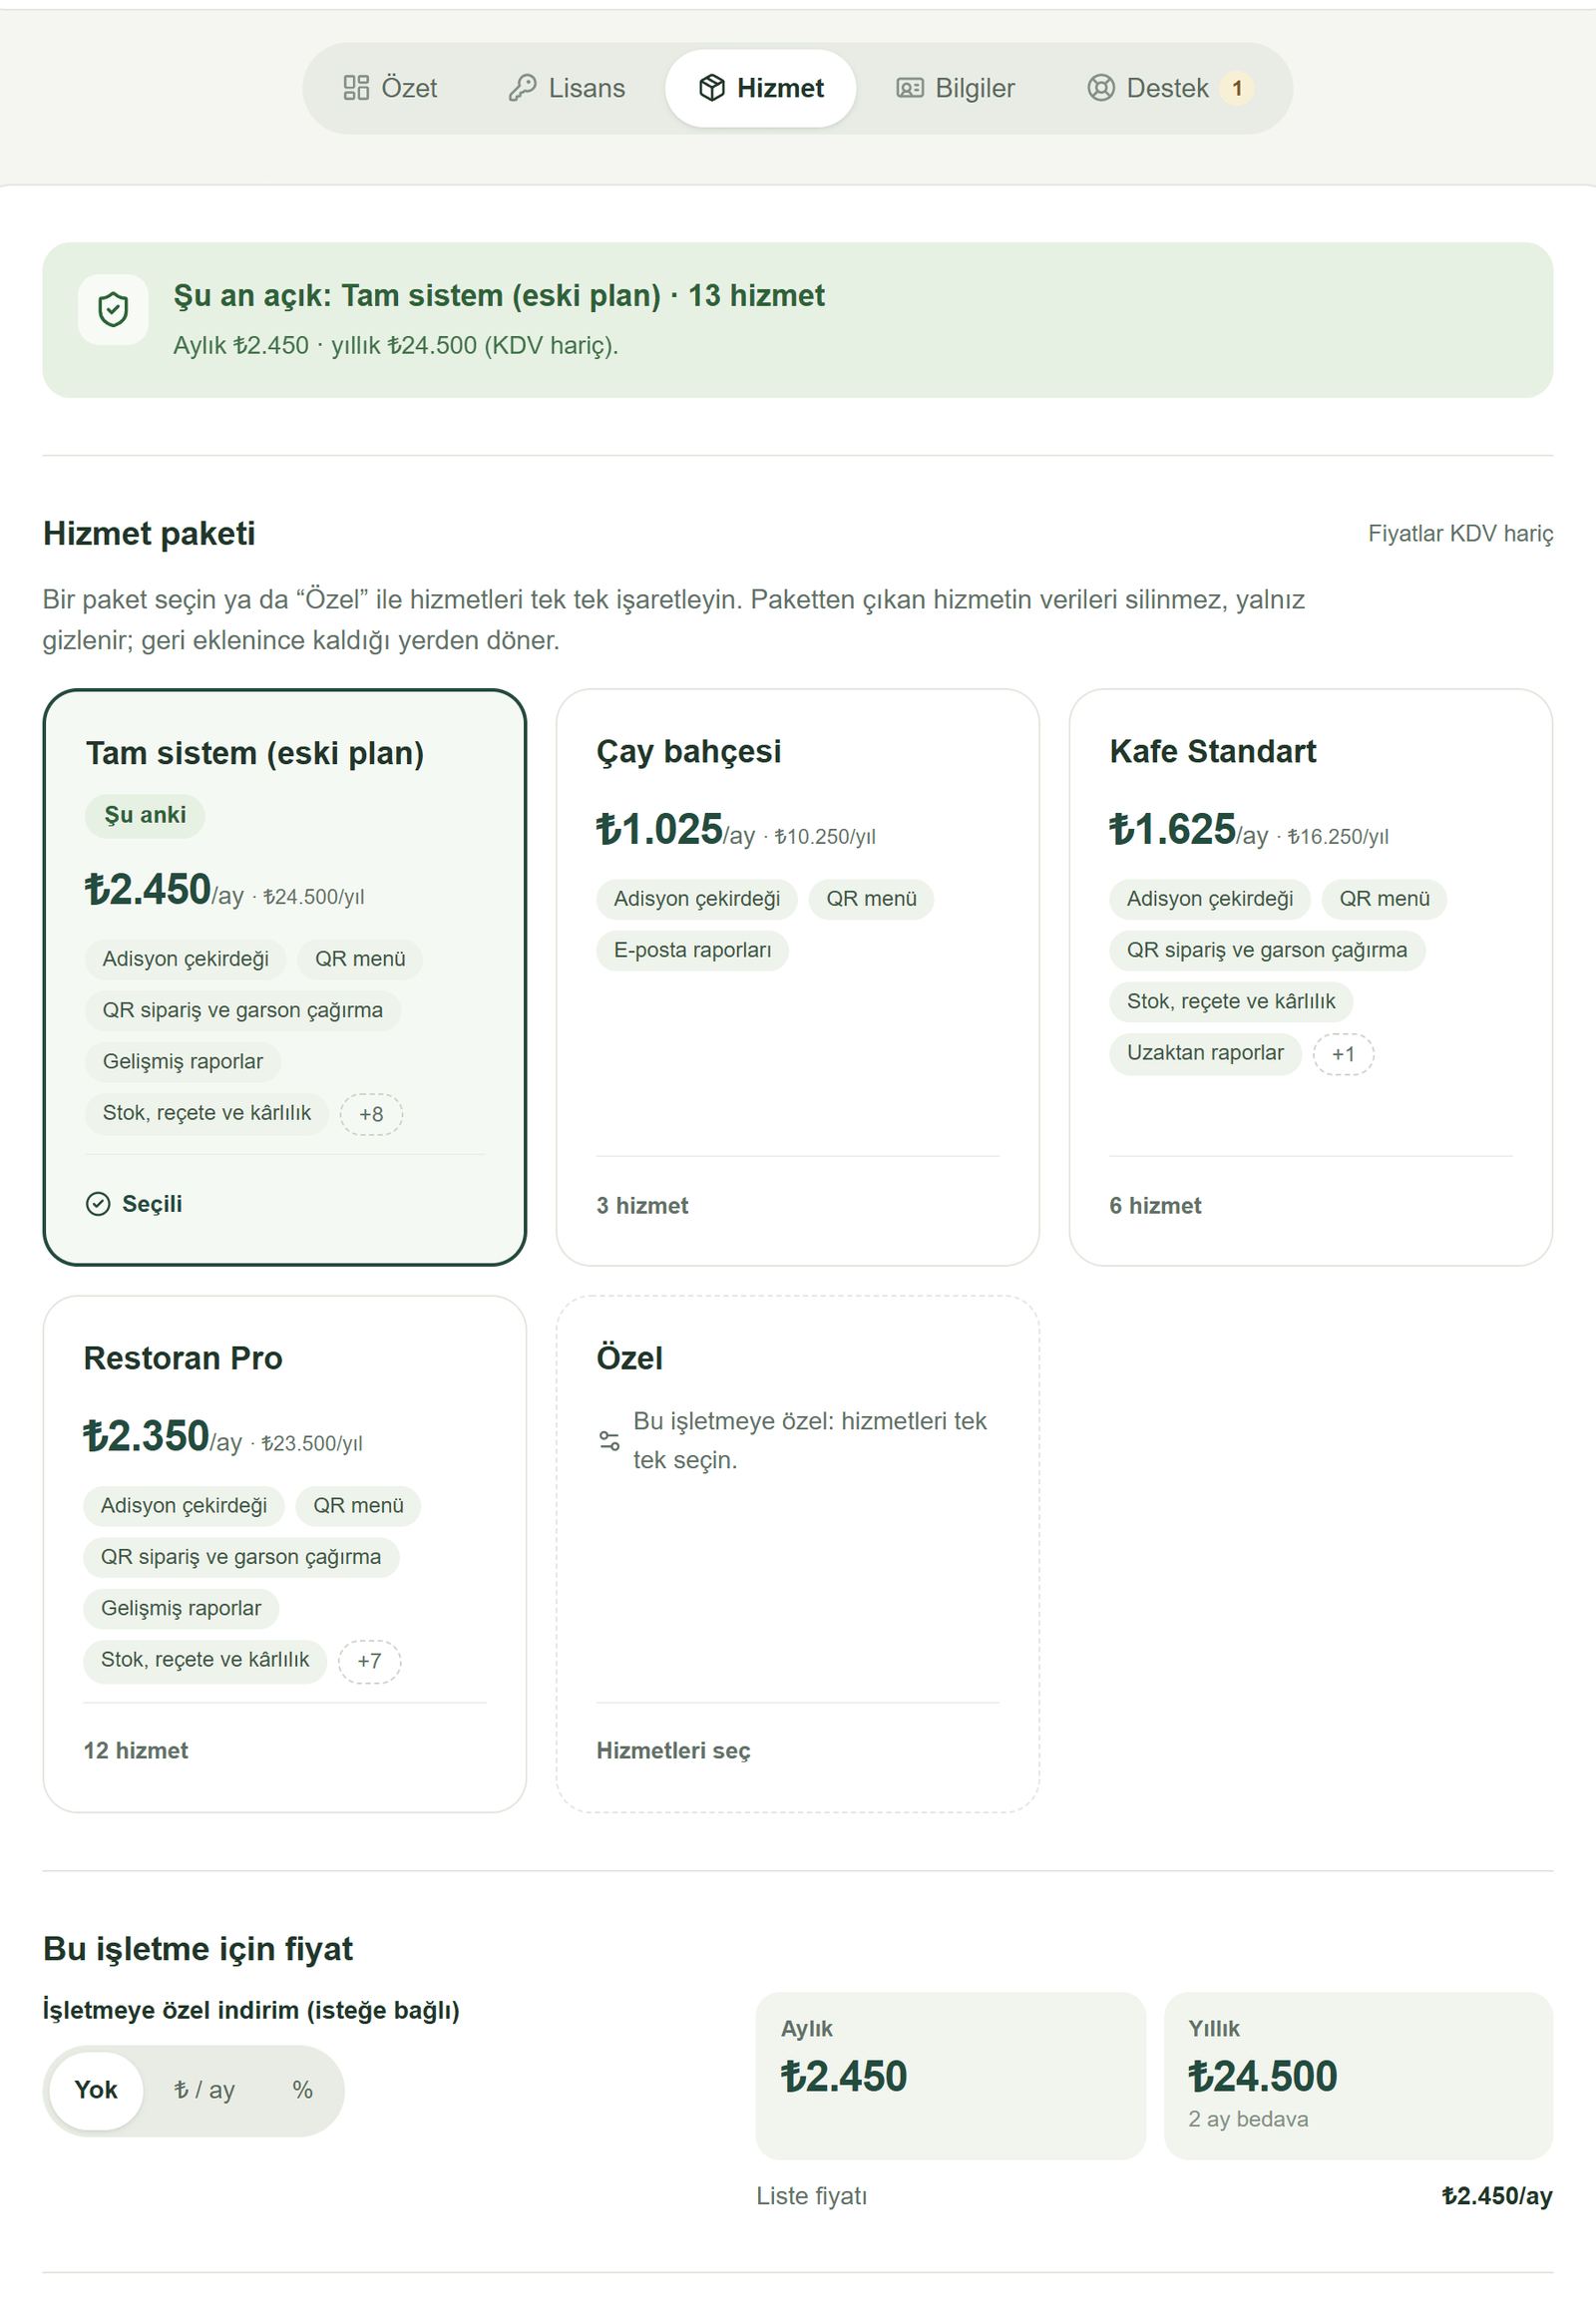 Özet
Lisans
Hizmet
Bilgiler
Destek 1
Şu an açık: Tam sistem (eski plan) · 13 hizmet
Aylık ₺2.450 · yıllık ₺24.500 (KDV hariç).
Hizmet paketi
Fiyatlar KDV hariç
Bir paket seçin ya da “Özel” ile hizmetleri tek tek işaretleyin. Paketten çıkan hizmetin verileri silinmez, yalnız
gizlenir; geri eklenince kaldığı yerden döner.
Tam sistem (eski plan)
Şu anki
₺2.450/ay · ₺24.500/yıl
Adisyon çekirdeği
QR menü
QR sipariş ve garson çağırma
Gelişmiş raporlar
Stok, reçete ve kârlılık
+8
Seçili
Çay bahçesi
₺1.025/ay · ₺10.250/yıl
Adisyon çekirdeği
QR menü
E-posta raporları
3 hizmet
Kafe Standart
₺1.625/ay · ₺16.250/yıl
Adisyon çekirdeği
QR menü
QR sipariş ve garson çağırma
Stok, reçete ve kârlılık
Uzaktan raporlar
+1
6 hizmet
Restoran Pro
₺2.350/ay · ₺23.500/yıl
Adisyon çekirdeği
QR menü
QR sipariş ve garson çağırma
Gelişmiş raporlar
Stok, reçete ve kârlılık
+7
12 hizmet
Özel
Bu işletmeye özel: hizmetleri tek
tek seçin.
Hizmetleri seç
Bu işletme için fiyat
İşletmeye özel indirim (isteğe bağlı)
Yok
₺ / ay
%
Aylık
₺2.450
Yıllık
₺24.500
2 ay bedava
Liste fiyatı
₺2.450/ay